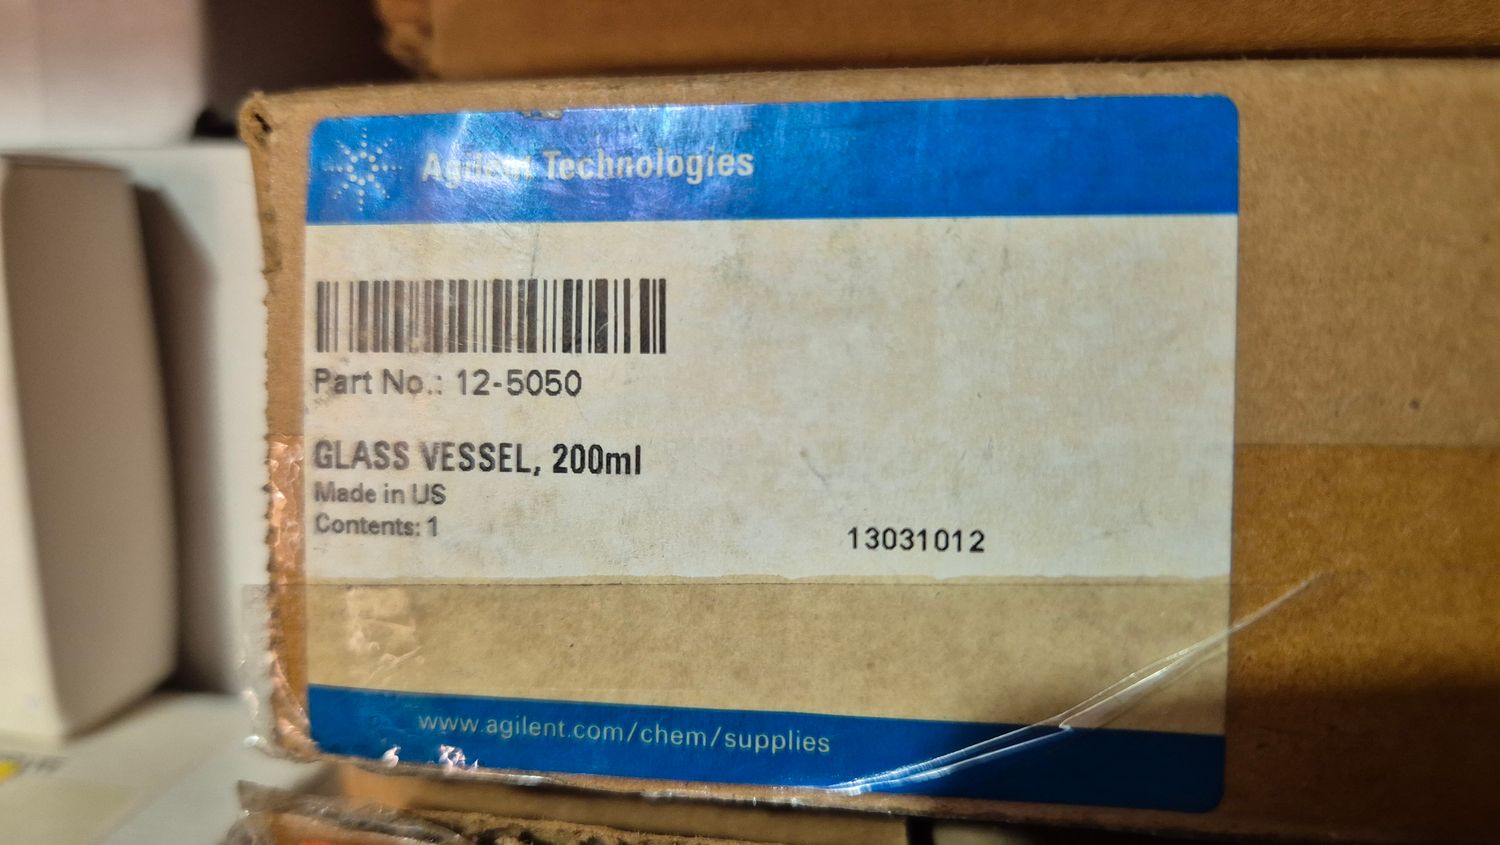 Agilent Technologies
Part No.: 12-5050
GLASS VESSEL, 200ml
Made in US
Contents: 1
13031012
www.agilent.com/chem/supplies